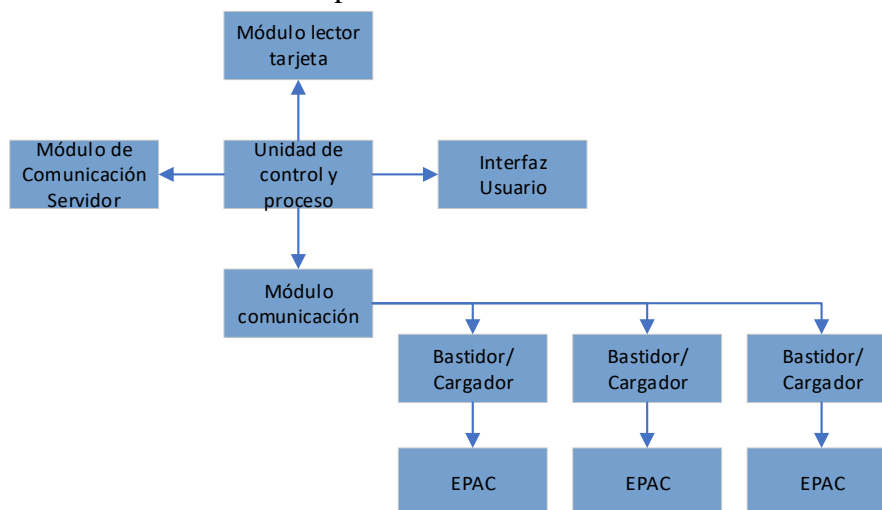 Módulo lector
tarjeta
Módulo de
Comunicación
Servidor
Unidad de
control y
proceso
Interfaz
Usuario
Módulo
comunicación
Bastidor/
Cargador
Bastidor/
Cargador
Bastidor/
Cargador
EPAC
EPAC
EPAC